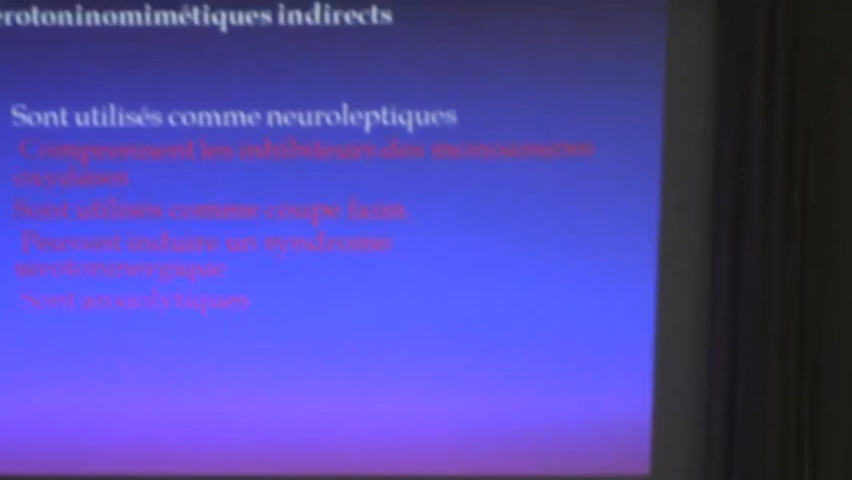 rotoninomimétiques indirects
Sont utilisés comme neuroleptiques
Comprennent les inhibiteurs des monoamines
oxydases
Sont utilisés comme coupe faim.
Peuvent induire un syndrome
sérotoninergique
Sont anxiolytiques